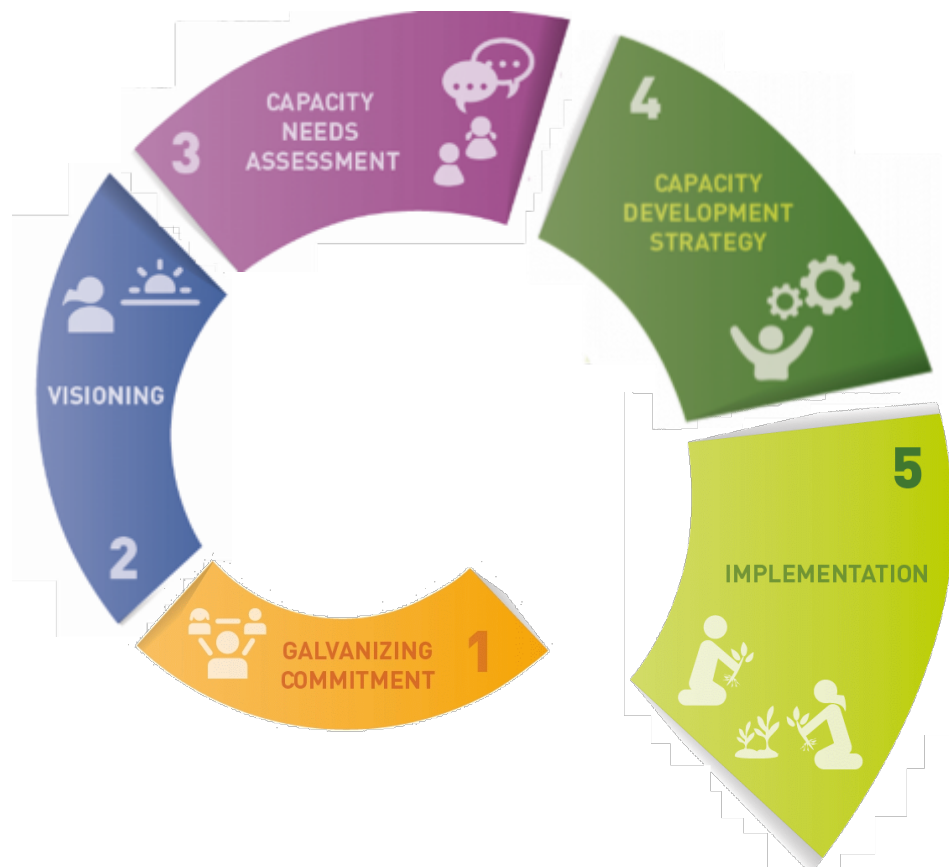 1
GALVANIZING
COMMITMENT
2
VISIONING
3
CAPACITY
NEEDS
ASSESSMENT
4
CAPACITY
DEVELOPMENT
STRATEGY
5
IMPLEMENTATION